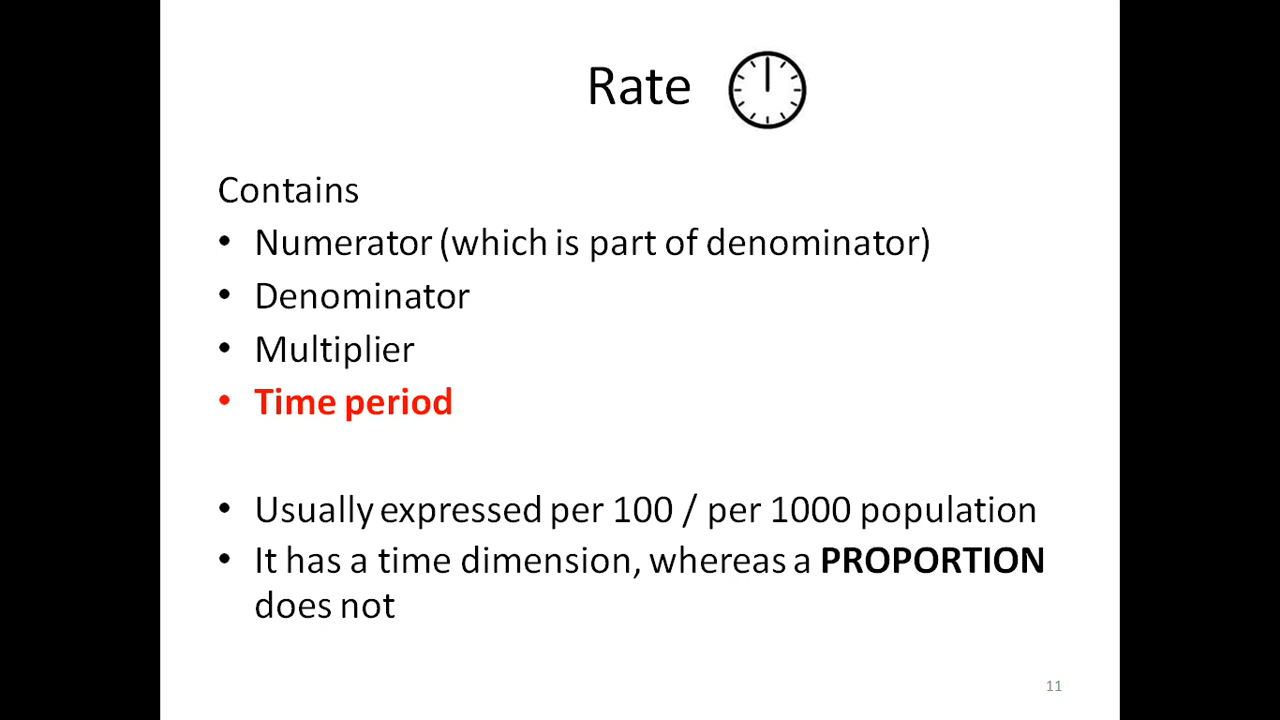 Rate
Contains
• Numerator (which is part of denominator)
• Denominator
• Multiplier
• Time period
• Usually expressed per 100 / per 1000 population
• It has a time dimension, whereas a PROPORTION
does not
11